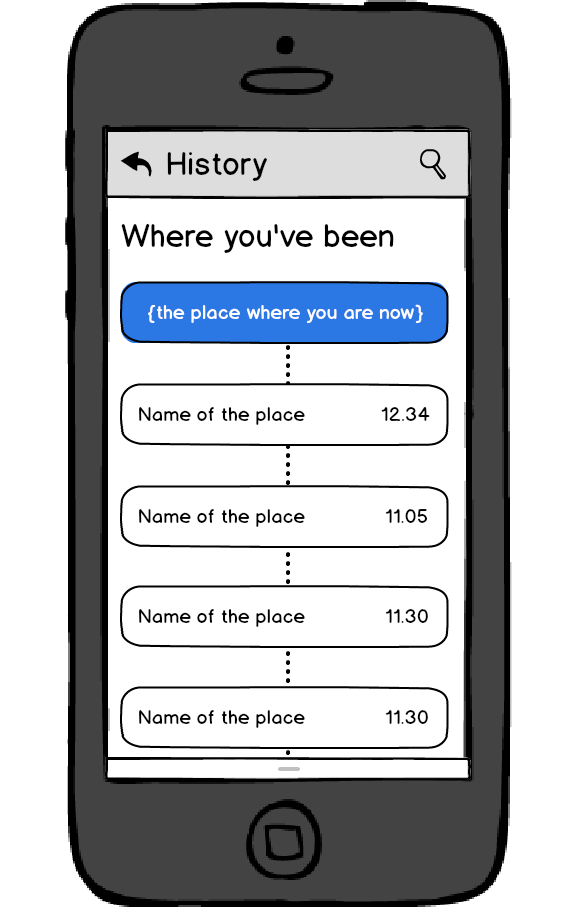 History
Where you've been
{the place where you are now}
Name of the place 12.34
Name of the place 11.05
Name of the place 11.30
Name of the place 11.30